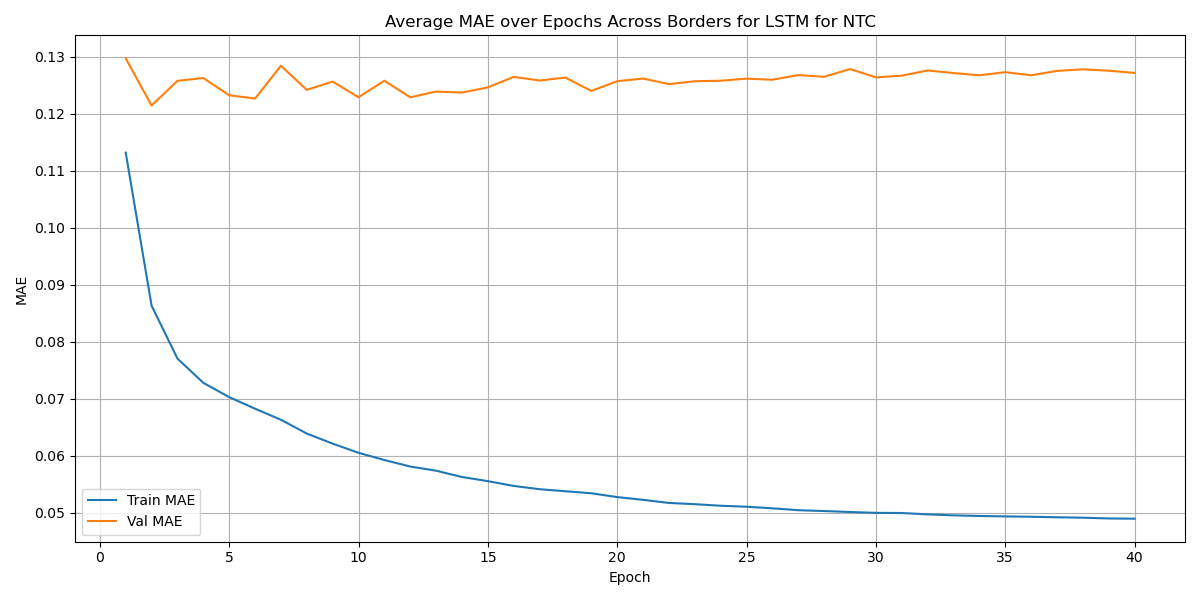 Average MAE over Epochs Across Borders for LSTM for NTC
MAE
0.13
0.12
0.11
0.10
0.09
0.08
0.07
0.06
0.05
Train MAE
Val MAE
0 5 10 15 20 25 30 35 40
Epoch